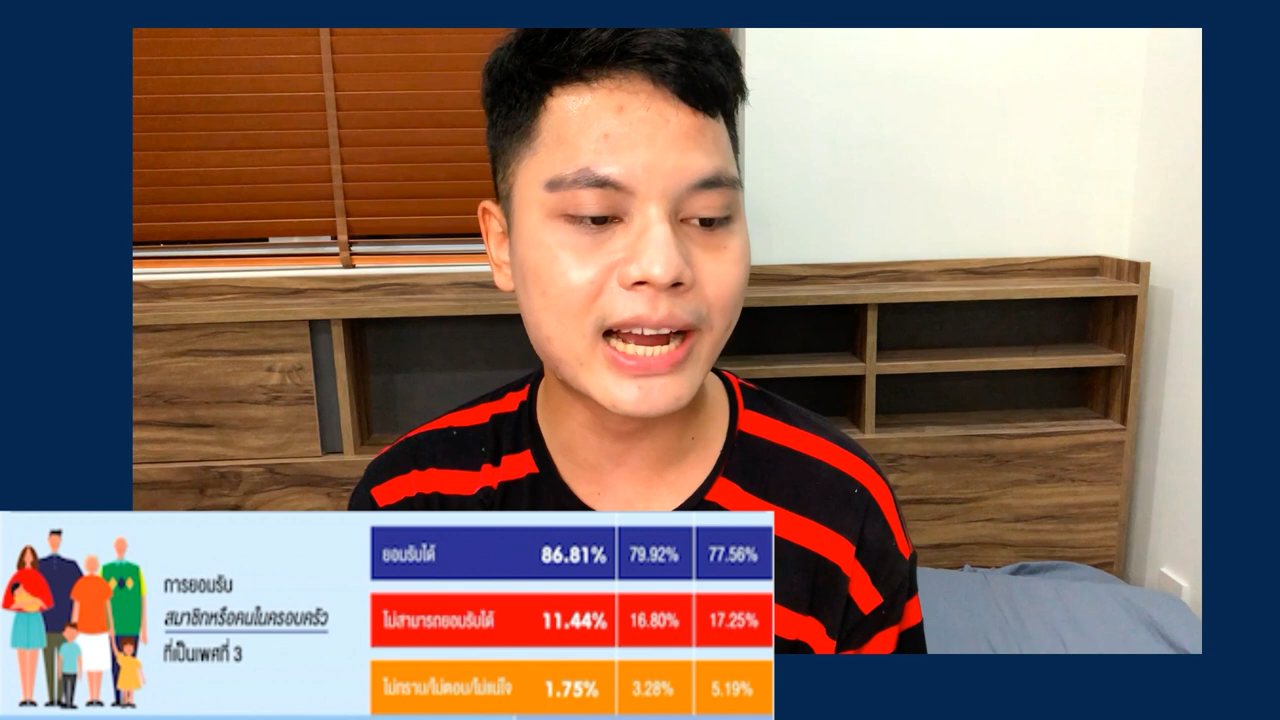 การยอมรับ
สมาชิกหรือคนในครอบครัว
ที่เป็นเพศที่ 3
ยอมรับได้ 86.81% 79.92% 77.56%
ไม่สามารถยอมรับได้ 11.44% 16.80% 17.25%
ไม่ทราบ/ไม่ตอบ/ไม่แน่ใจ 1.75% 3.28% 5.19%